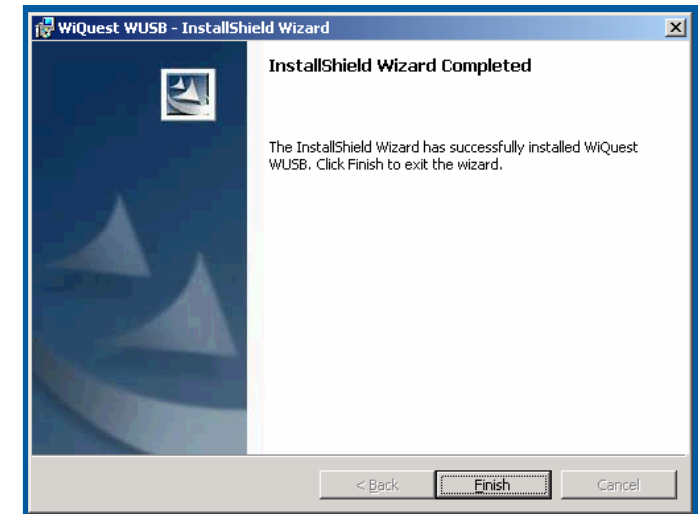 WiQuest WUSB - InstallShield Wizard
InstallShield Wizard Completed
The InstallShield Wizard has successfully installed WiQuest
WUSB. Click Finish to exit the wizard.
< Back Finish Cancel